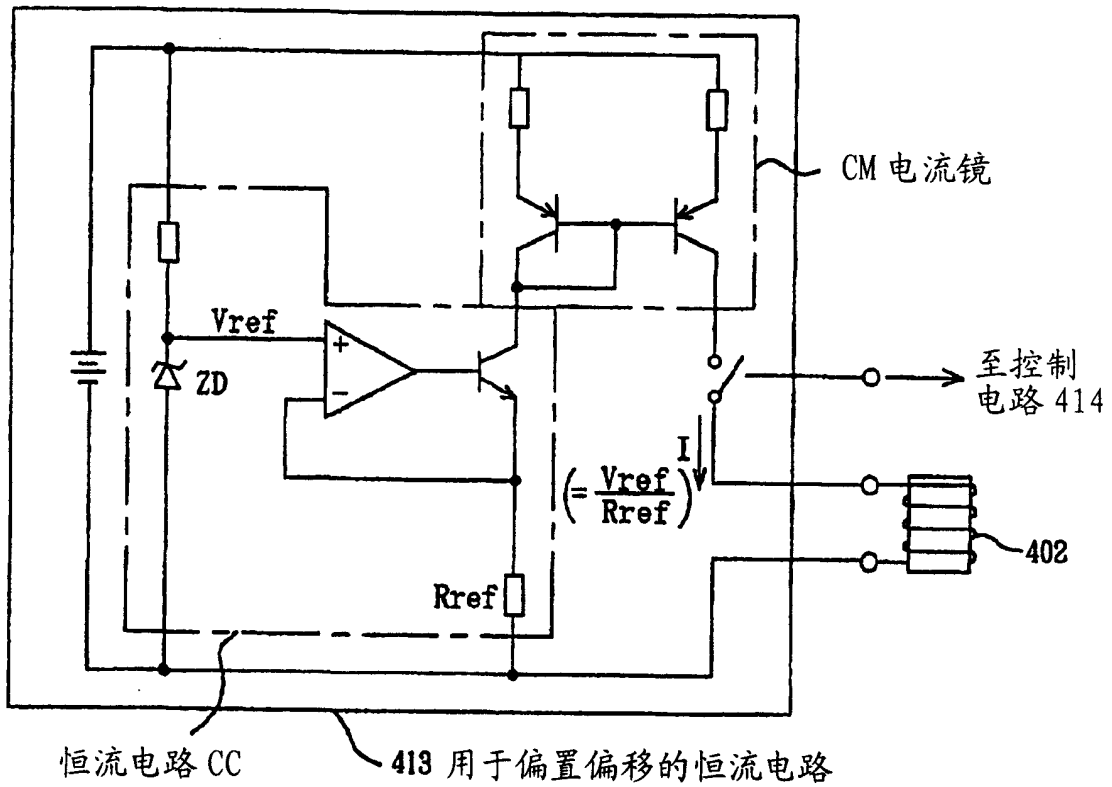 CM 电流镜
Vref
+
ZD
−
至控制
电路 414
I
(= Vref
Rref)
402
Rref
恒流电路 CC
413 用于偏置偏移的恒流电路